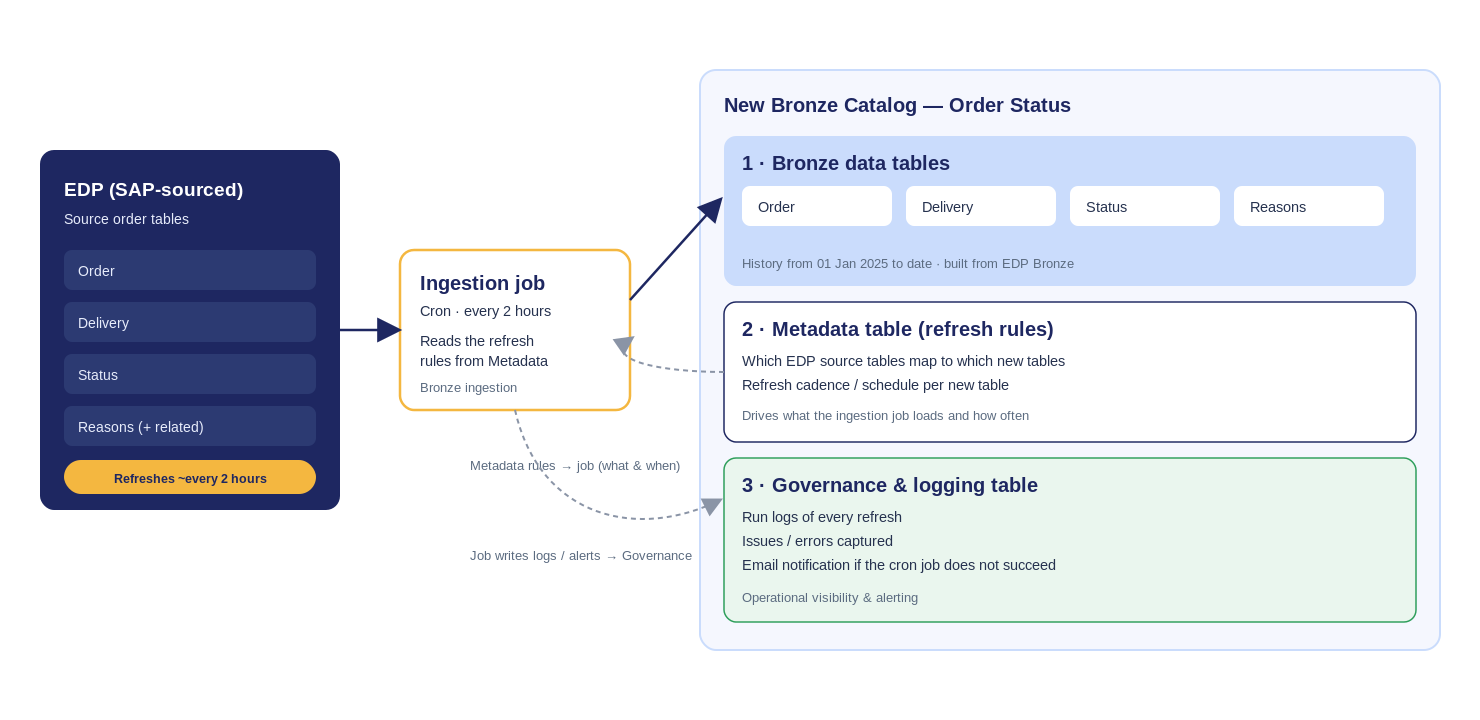 EDP (SAP-sourced)
Source order tables
Order
Delivery
Status
Reasons (+ related)
Refreshes ~every 2 hours
Ingestion job
Cron · every 2 hours
Reads the refresh
rules from Metadata
Bronze ingestion
Metadata rules → job (what & when)
Job writes logs / alerts → Governance
New Bronze Catalog — Order Status
1 · Bronze data tables
Order
Delivery
Status
Reasons
History from 01 Jan 2025 to date · built from EDP Bronze
2 · Metadata table (refresh rules)
Which EDP source tables map to which new tables
Refresh cadence / schedule per new table
Drives what the ingestion job loads and how often
3 · Governance & logging table
Run logs of every refresh
Issues / errors captured
Email notification if the cron job does not succeed
Operational visibility & alerting